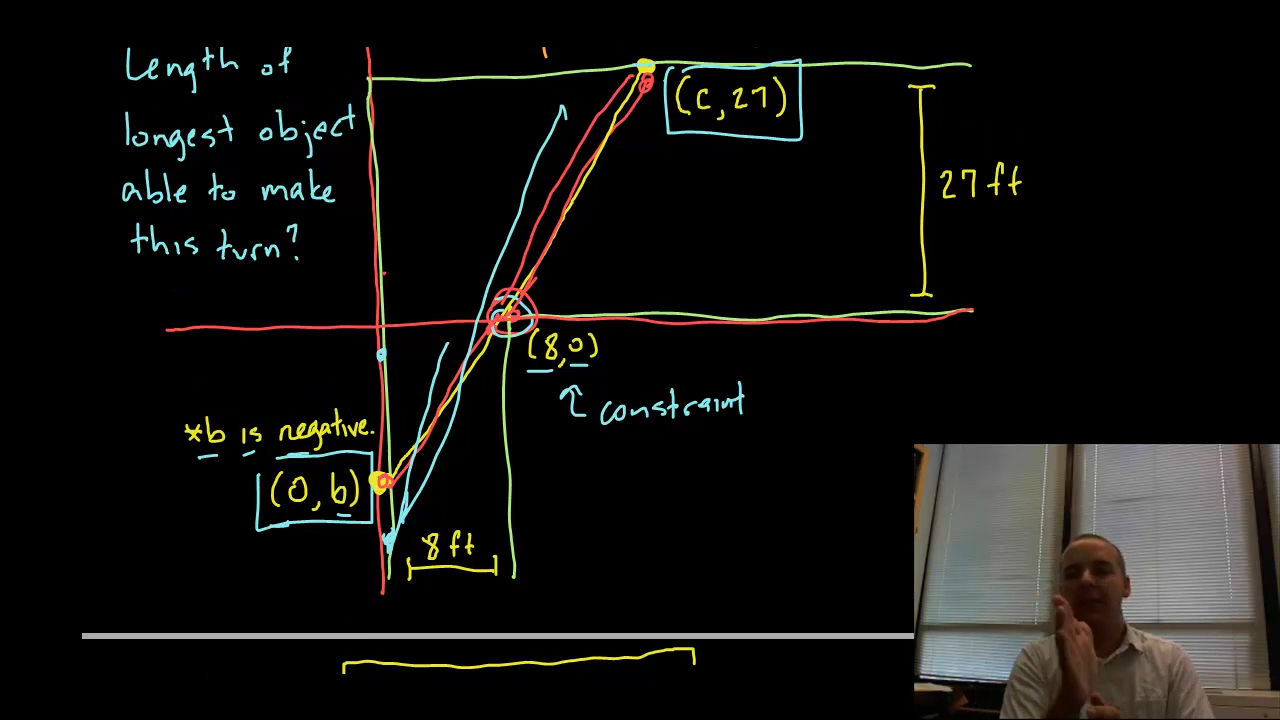 Length of
longest object
able to make
this turn?
(c, 27)
27 ft
(8, 0)
constraint
*b is negative.
(0, b)
8 ft